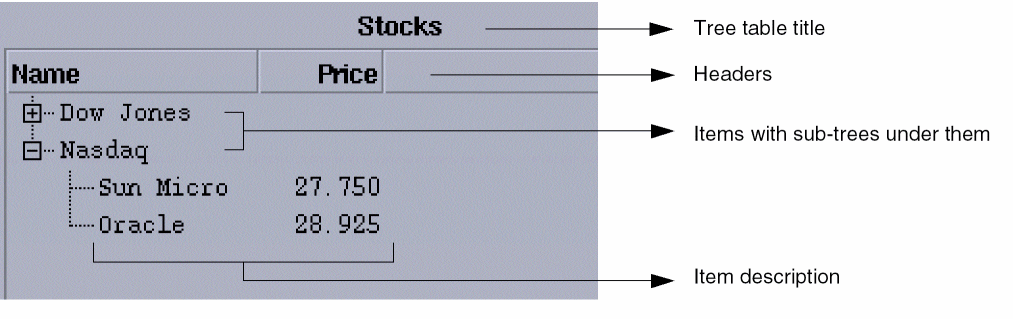 Stocks
Tree table title
Name Price
Headers
Dow Jones
Nasdaq
Items with sub-trees under them
Sun Micro 27.750
Oracle 28.925
Item description